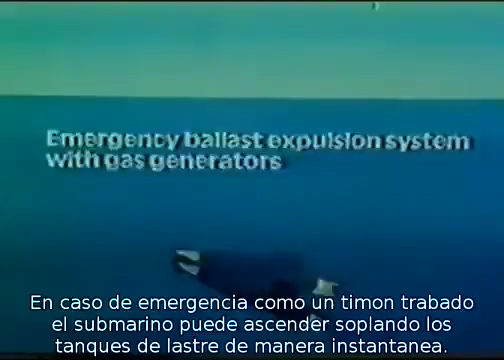 Emergency ballast expulsion system
with gas generators
En caso de emergencia como un timon trabado
el submarino puede ascender soplando los
tanques de lastre de manera instantanea.